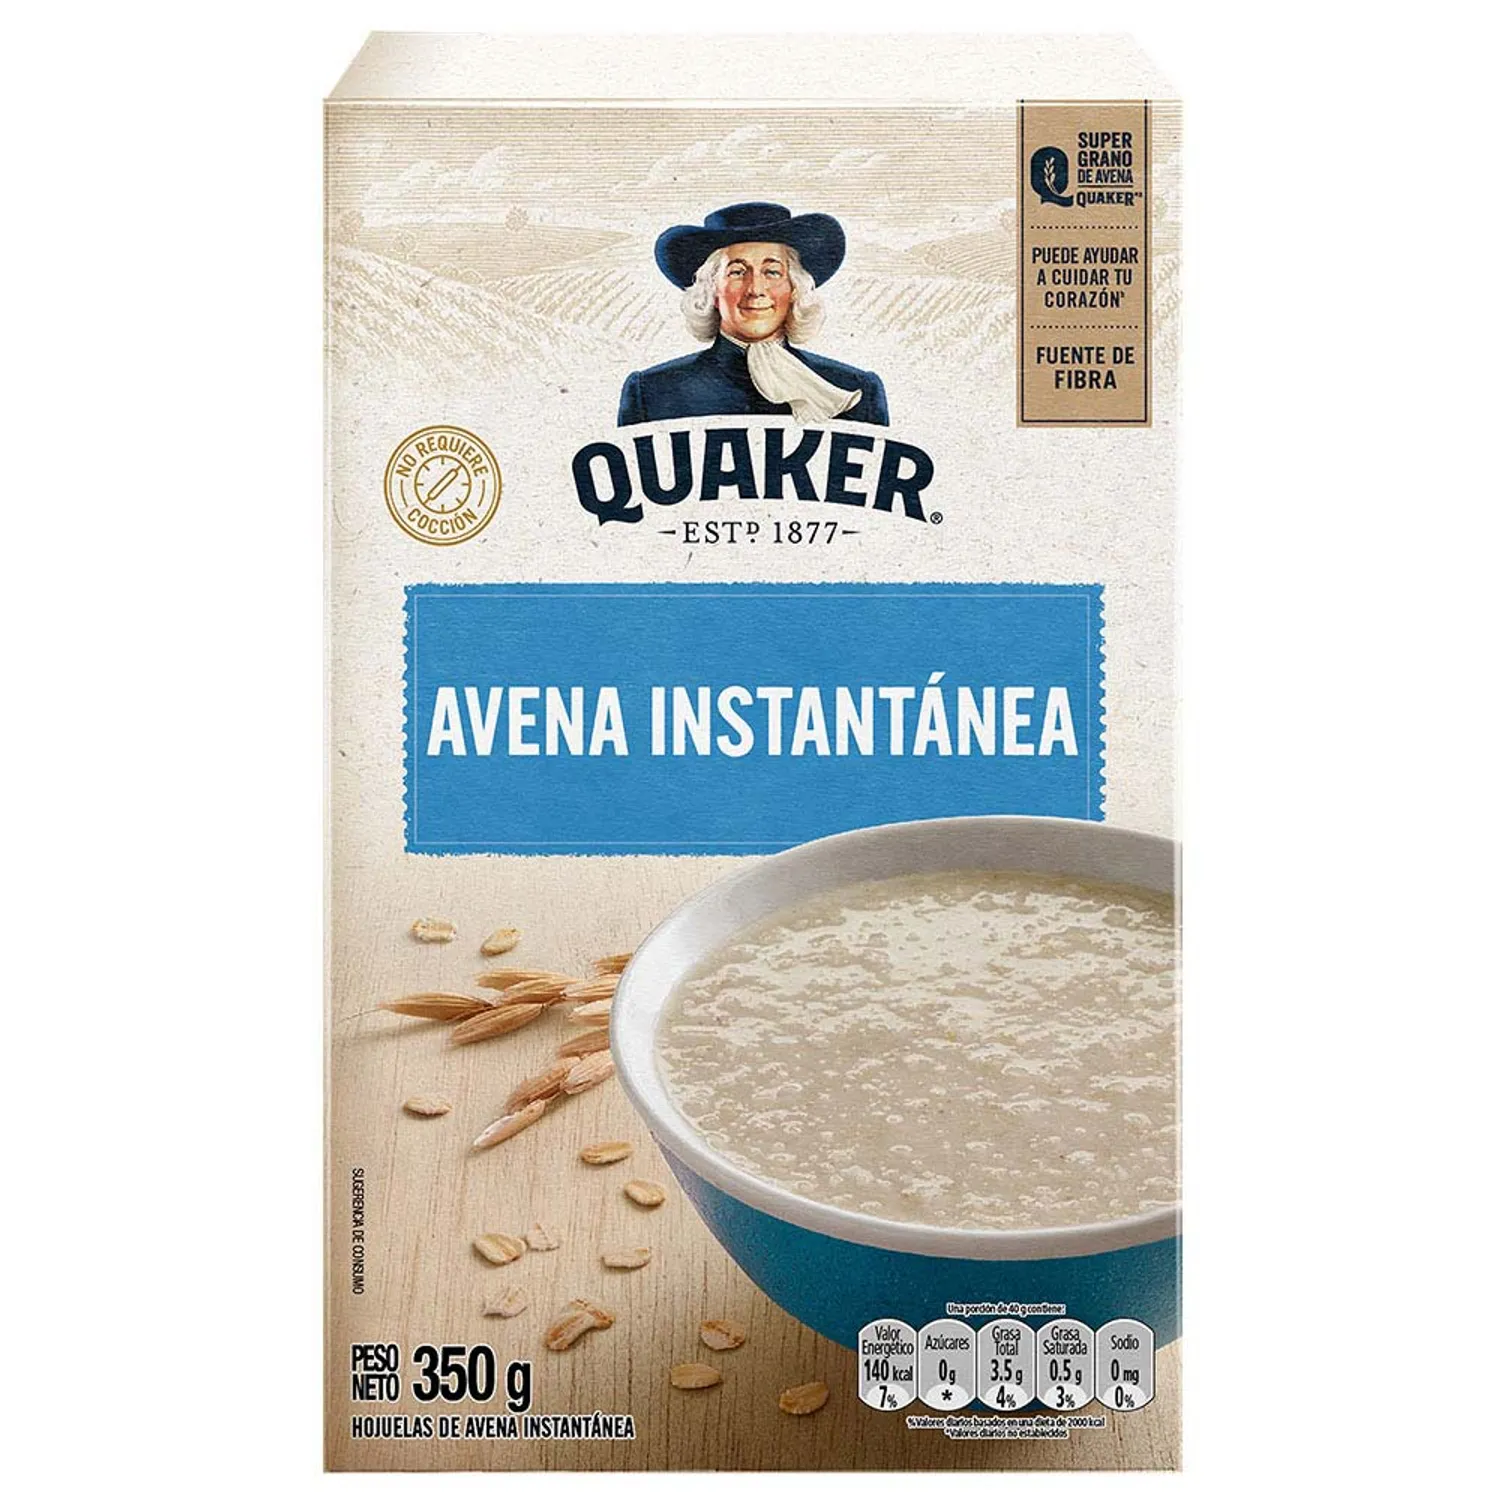 SUPER
GRANO
DE AVENA
QUAKER
PUEDE AYUDAR
A CUIDAR TU
CORAZÓN*
FUENTE DE
FIBRA
NO REQUIERE
COCCIÓN
QUAKER®
-ESTD. 1877-
AVENA INSTANTÁNEA
SUGERENCIA DE CONSUMO
PESO
NETO 350 g
HOJUELAS DE AVENA INSTANTÁNEA
Una porción de 40 g contiene:
Valor Energético 140 kcal 7%
Azúcares 0g *
Grasa Total 3.5 g 4%
Grasa Saturada 0.5 g 3%
Sodio 0 mg 0%
%Valores diarios basados en una dieta de 2000 kcal
*Valores diarios no establecidos